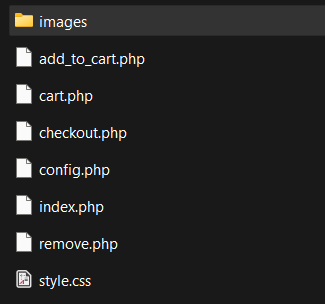 images
add_to_cart.php
cart.php
checkout.php
config.php
index.php
remove.php
style.css